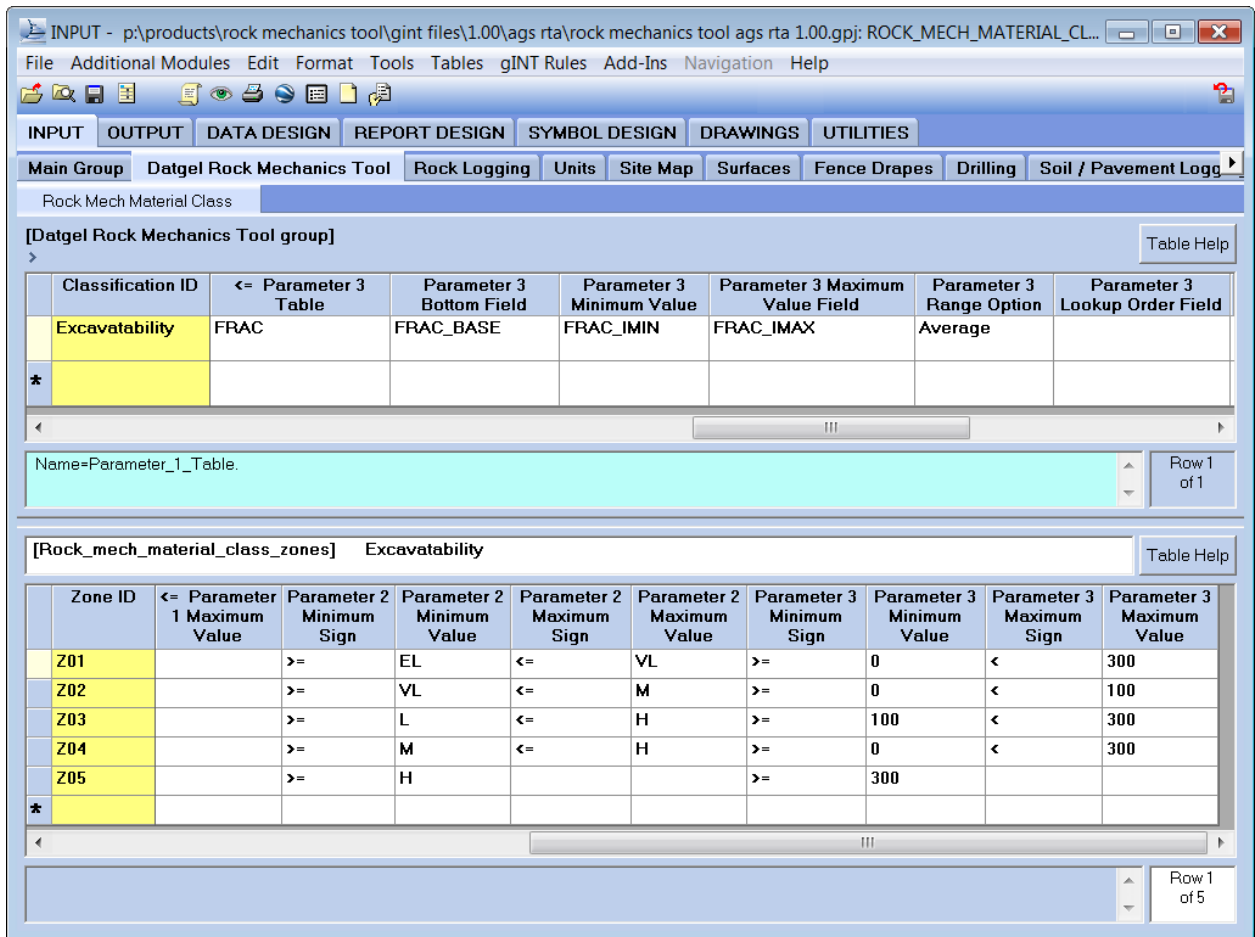 INPUT - p:\products\rock mechanics tool\gint files\1.00\ags rta\rock mechanics tool ags rta 1.00.gpj: ROCK_MECH_MATERIAL_CL...
File Additional Modules Edit Format Tools Tables gINT Rules Add-Ins Navigation Help
INPUT OUTPUT DATA DESIGN REPORT DESIGN SYMBOL DESIGN DRAWINGS UTILITIES
Main Group Datgel Rock Mechanics Tool Rock Logging Units Site Map Surfaces Fence Drapes Drilling Soil / Pavement Logg
Rock Mech Material Class
[Datgel Rock Mechanics Tool group]
>
Table Help
Classification ID <= Parameter 3 Table Parameter 3 Bottom Field Parameter 3 Minimum Value Parameter 3 Maximum Value Field Parameter 3 Range Option Parameter 3 Lookup Order Field
Excavatability FRAC FRAC_BASE FRAC_IMIN FRAC_IMAX Average
*
Name=Parameter_1_Table.
Row 1
of 1
[Rock_mech_material_class_zones] Excavatability
Table Help
Zone ID <= Parameter 1 Maximum Value Parameter 2 Minimum Sign Parameter 2 Minimum Value Parameter 2 Maximum Sign Parameter 2 Maximum Value Parameter 3 Minimum Sign Parameter 3 Minimum Value Parameter 3 Maximum Sign Parameter 3 Maximum Value
Z01 >= EL <= VL >= 0 < 300
Z02 >= VL <= M >= 0 < 100
Z03 >= L <= H >= 100 < 300
Z04 >= M <= H >= 0 < 300
Z05 >= H >= 300
*
Row 1
of 5